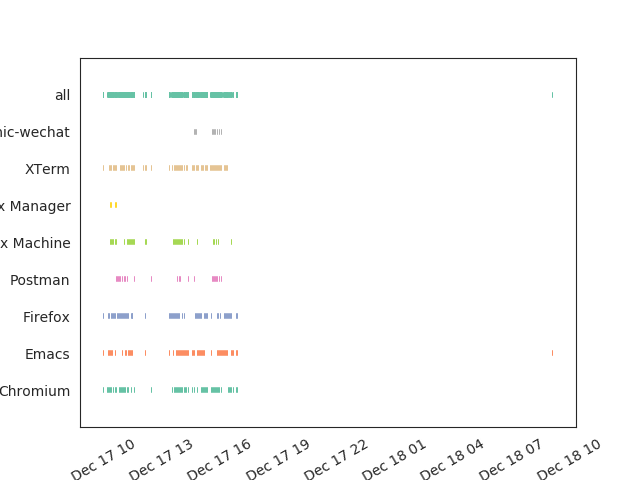 all
nic-wechat
XTerm
x Manager
x Machine
Postman
Firefox
Emacs
Chromium
Dec 17 10
Dec 17 13
Dec 17 16
Dec 17 19
Dec 17 22
Dec 18 01
Dec 18 04
Dec 18 07
Dec 18 10